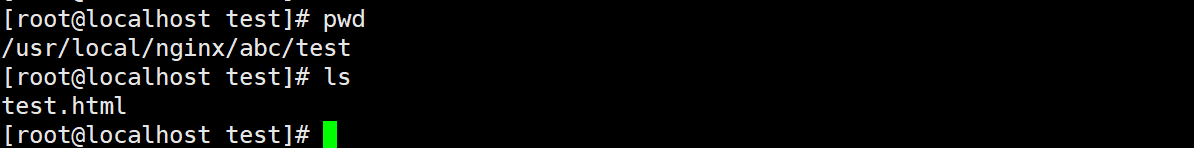 [root@localhost test]# pwd
/usr/local/nginx/abc/test
[root@localhost test]# ls
test.html
[root@localhost test]#